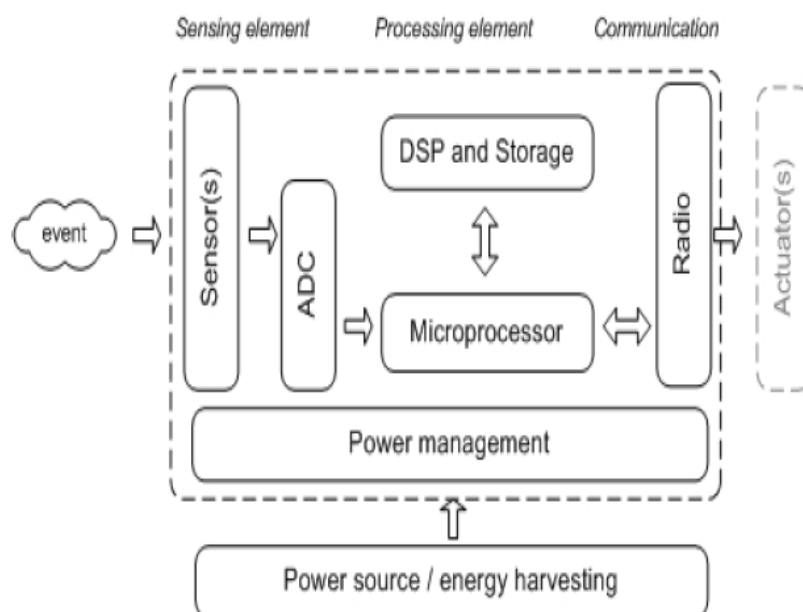 Sensing element
Processing element
Communication
event
Sensor(s)
ADC
DSP and Storage
Microprocessor
Radio
Actuator(s)
Power management
Power source / energy harvesting